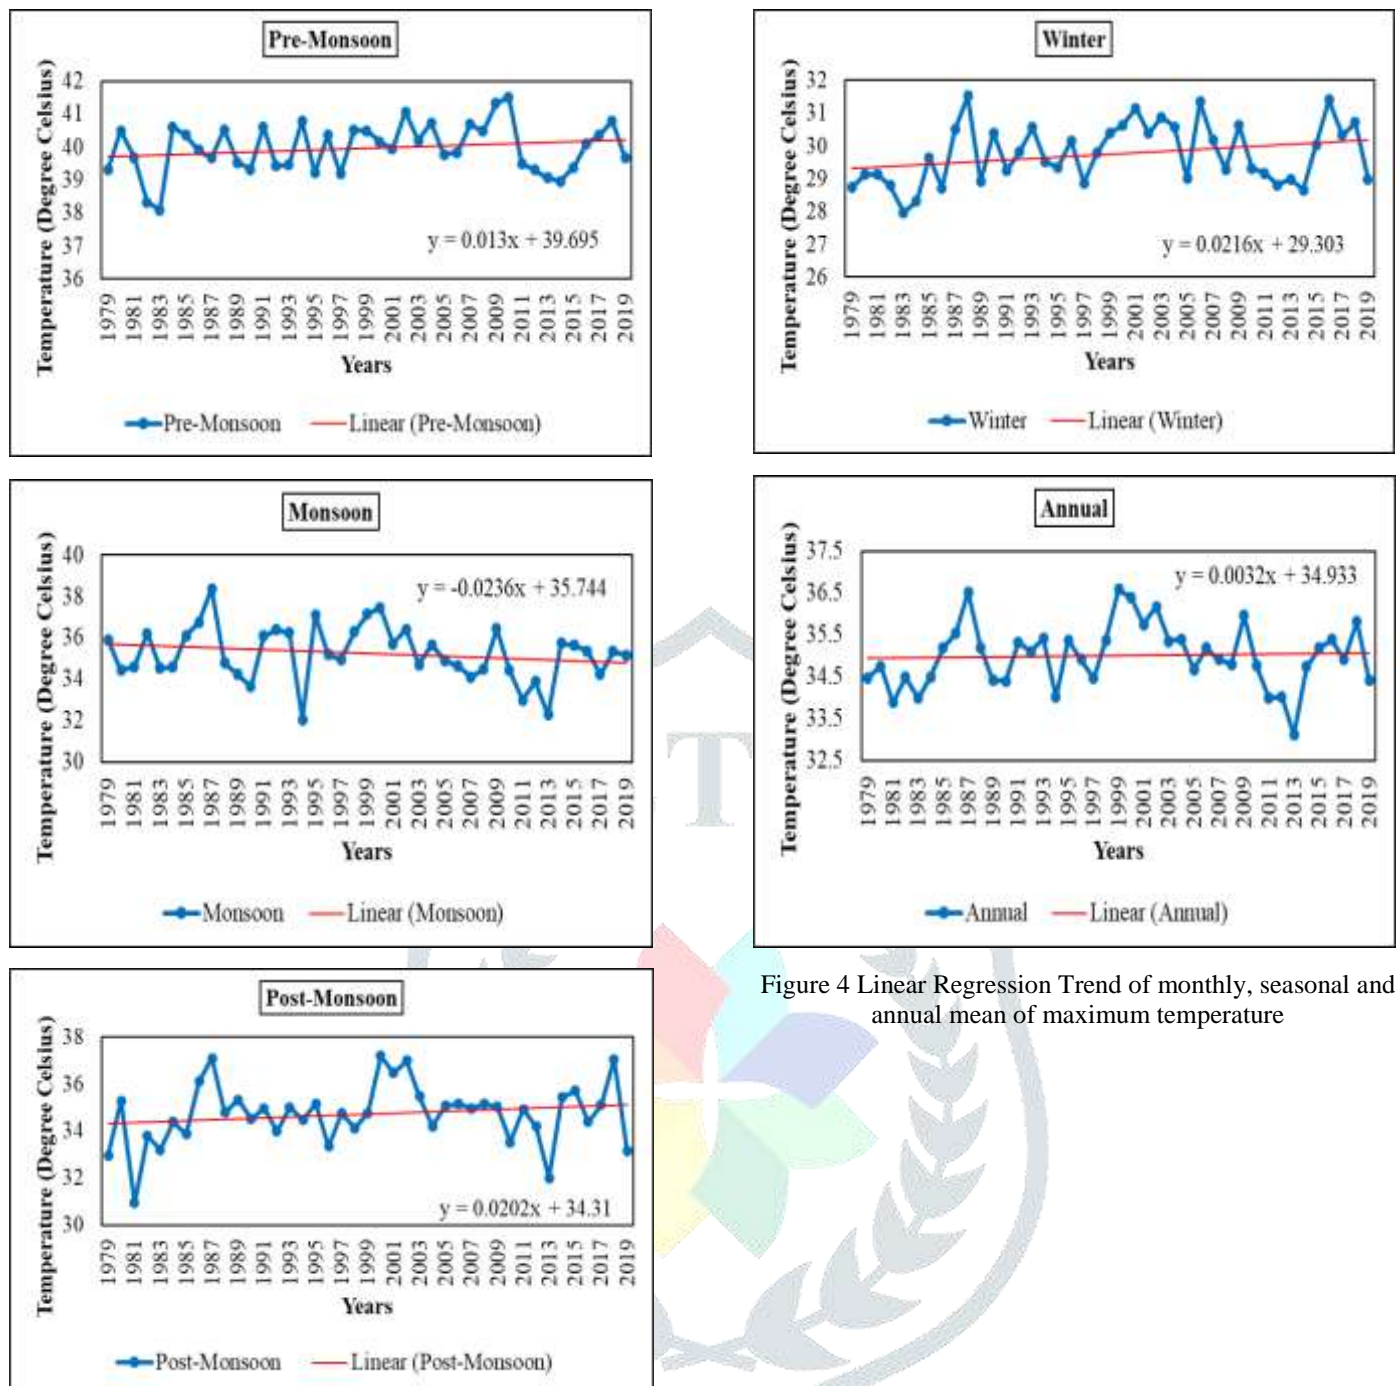 Pre-Monsoon
Temperature (Degree Celsius)
42
41
40
39
38
37
36
y = 0.013x + 39.695
1979 1981 1983 1985 1987 1989 1991 1993 1995 1997 1999 2001 2003 2005 2007 2009 2011 2013 2015 2017 2019
Years
Pre-Monsoon Linear (Pre-Monsoon)
Winter
Temperature (Degree Celsius)
32
31
30
29
28
27
26
y = 0.0216x + 29.303
1979 1981 1983 1985 1987 1989 1991 1993 1995 1997 1999 2001 2003 2005 2007 2009 2011 2013 2015 2017 2019
Years
Winter Linear (Winter)
Monsoon
Temperature (Degree Celsius)
40
38
36
34
32
30
y = -0.0236x + 35.744
1979 1981 1983 1985 1987 1989 1991 1993 1995 1997 1999 2001 2003 2005 2007 2009 2011 2013 2015 2017 2019
Years
Monsoon Linear (Monsoon)
Annual
Temperature (Degree Celsius)
37.5
36.5
35.5
34.5
33.5
32.5
y = 0.0032x + 34.933
1979 1981 1983 1985 1987 1989 1991 1993 1995 1997 1999 2001 2003 2005 2007 2009 2011 2013 2015 2017 2019
Years
Annual Linear (Annual)
Post-Monsoon
Temperature (Degree Celsius)
38
36
34
32
30
y = 0.0202x + 34.31
1979 1981 1983 1985 1987 1989 1991 1993 1995 1997 1999 2001 2003 2005 2007 2009 2011 2013 2015 2017 2019
Years
Post-Monsoon Linear (Post-Monsoon)
Figure 4 Linear Regression Trend of monthly, seasonal and
annual mean of maximum temperature